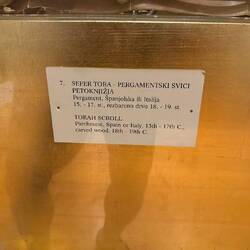 7. SEFER TORA - PERGAMENTSKI SVICI
PETOKNJIŽJA
Pergament, Španjolska ili Italija
15. - 17. st., rezbareno drvo 18. - 19. st.
TORAH SCROLL
Parchment, Spain or Italy, 15th - 17th C.,
carved wood, 18th - 19th C.